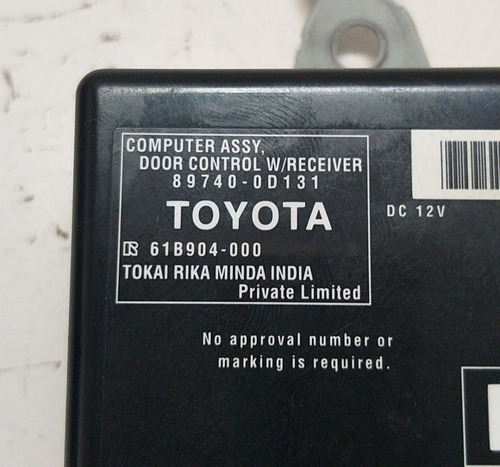 COMPUTER ASSY,
DOOR CONTROL W/RECEIVER
89740-0D131
TOYOTA
DC 12V
61B904-000
TOKAI RIKA MINDA INDIA
Private Limited
No approval number or
marking is required.